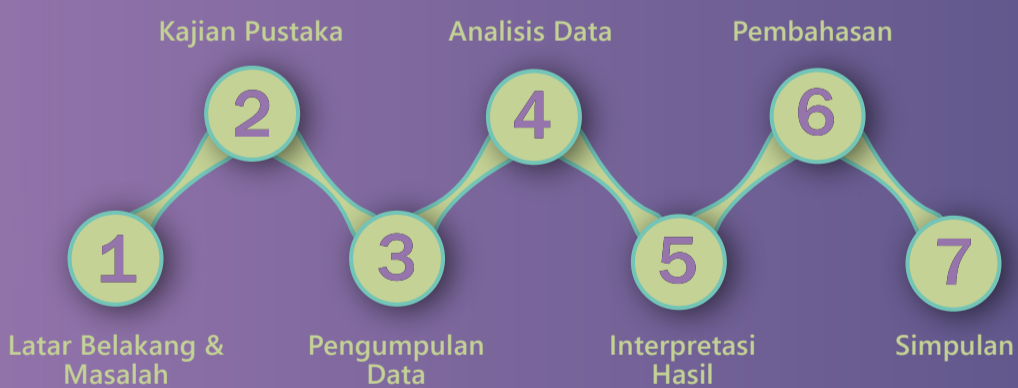 Kajian Pustaka
Analisis Data
Pembahasan
2
4
6
1
3
5
7
Latar Belakang &
Masalah
Pengumpulan
Data
Interpretasi
Hasil
Simpulan